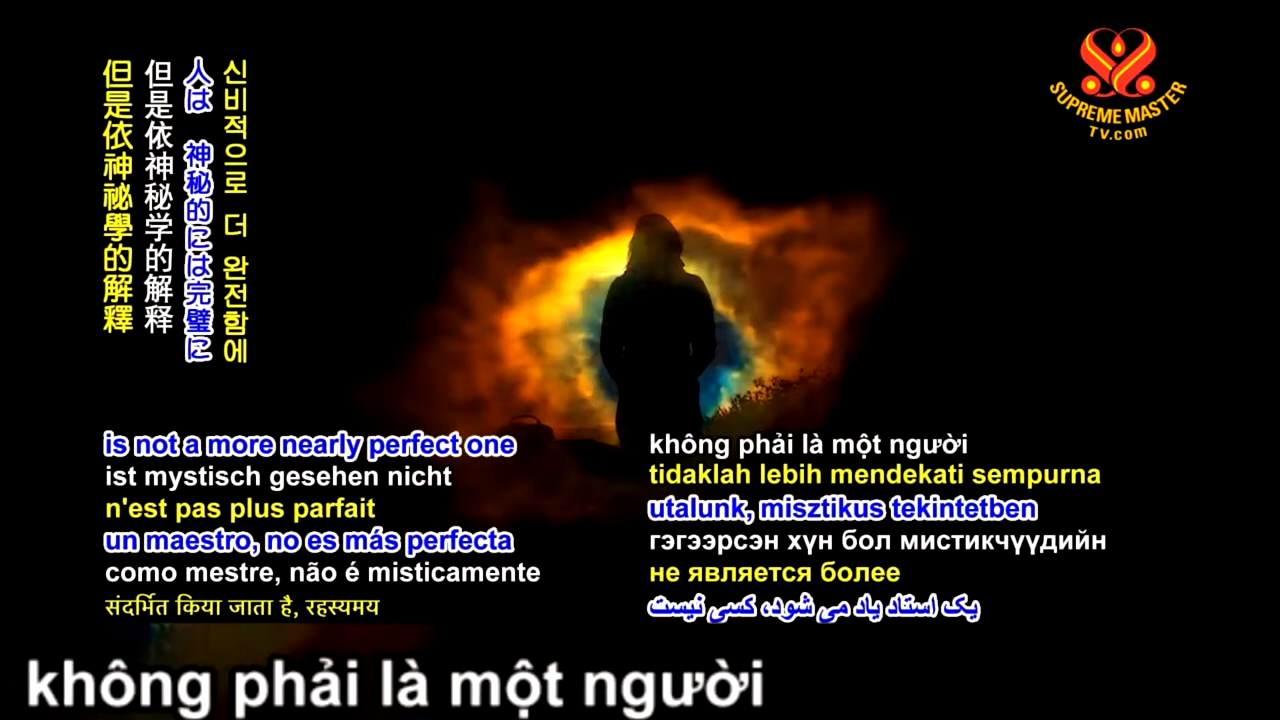 但是依神祕學的解釋
但是依神秘学的解释
人は 神秘的には完璧に
신비적으로 더 완전함에
SUPREME MASTER
TV.com
is not a more nearly perfect one
ist mystisch gesehen nicht
n'est pas plus parfait
un maestro, no es más perfecta
como mestre, não é misticamente
संदर्भित किया जाता है, रहस्यमय
không phải là một người
tidaklah lebih mendekati sempurna
utalunk, misztikus tekintetben
гэгээрсэн хүн бол мистикчүүдийн
не является более
یک استاد یاد می شود، کسی نیست
không phải là một người